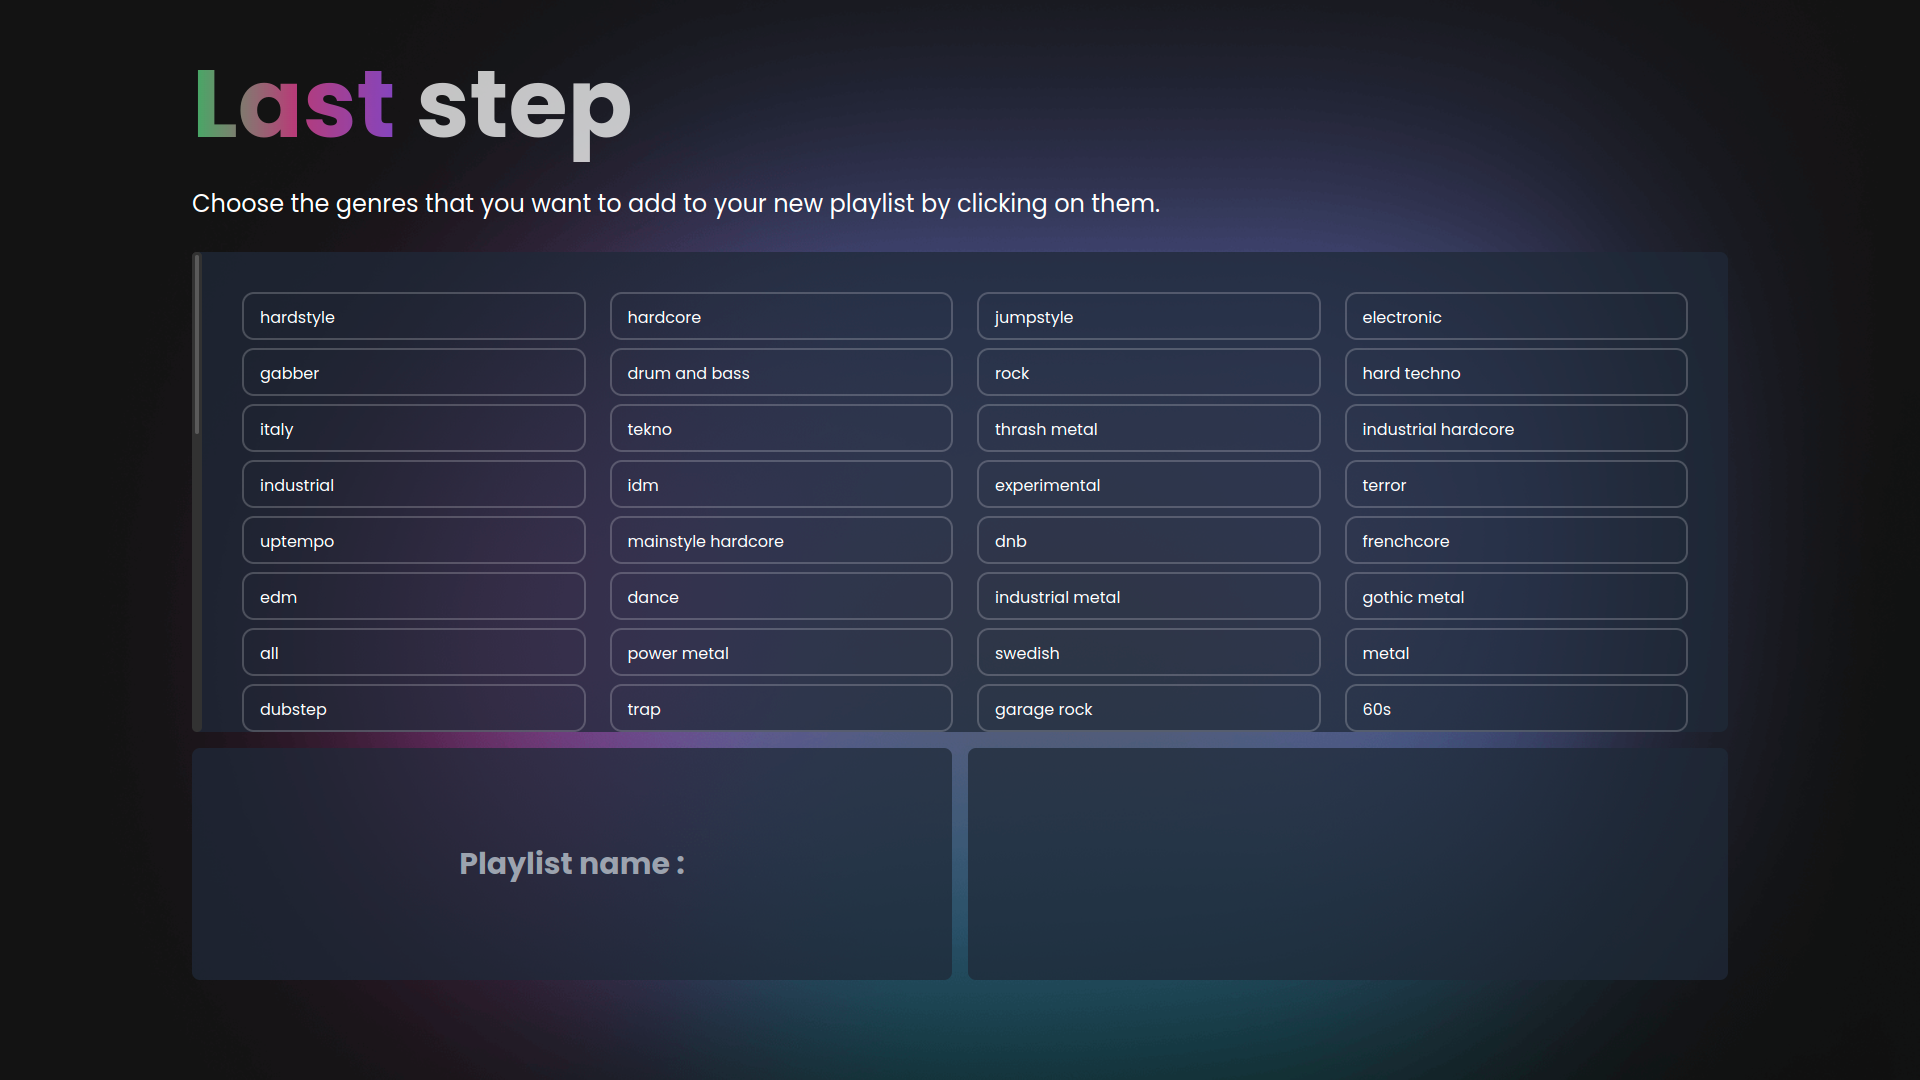 Last step
Choose the genres that you want to add to your new playlist by clicking on them.
hardstyle hardcore jumpstyle electronic
gabber drum and bass rock hard techno
italy tekno thrash metal industrial hardcore
industrial idm experimental terror
uptempo mainstyle hardcore dnb frenchcore
edm dance industrial metal gothic metal
all power metal swedish metal
dubstep trap garage rock 60s
Playlist name :